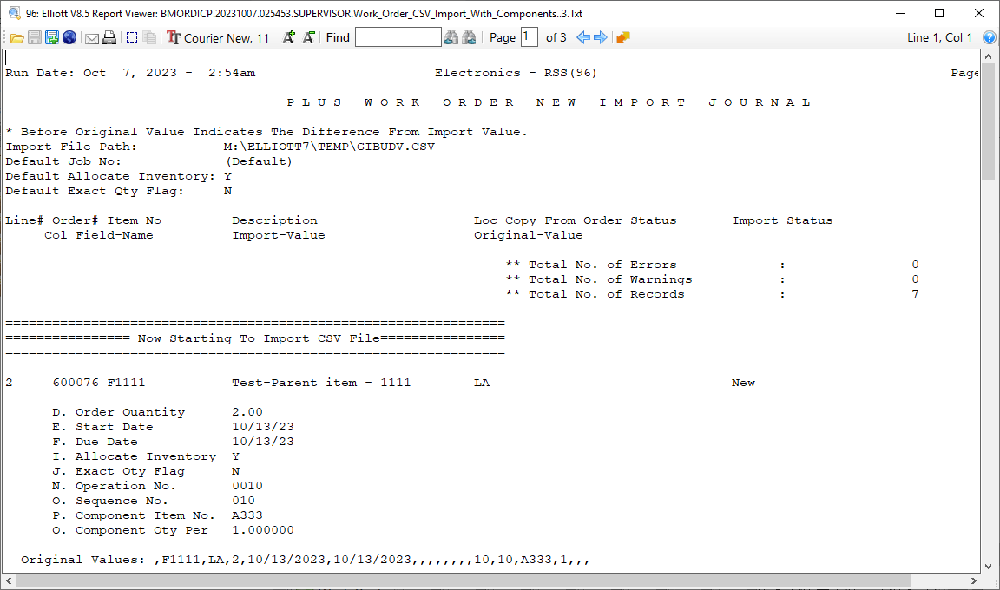 96: Elliott V8.5 Report Viewer: BMORDICP.20231007.025453.SUPERVISOR.Work_Order_CSV_Import_With_Components..3.Txt
Courier New, 11 A A Find Page 1 of 3 Line 1, Col 1
Run Date: Oct  7, 2023 -  2:54am Electronics - RSS(96) Page
P L U S  W O R K  O R D E R  N E W  I M P O R T  J O U R N A L
* Before Original Value Indicates The Difference From Import Value.
Import File Path: M:\ELLIOTT7\TEMP\GIBUDV.CSV
Default Job No: (Default)
Default Allocate Inventory: Y
Default Exact Qty Flag: N
Line# Order# Item-No Description Loc Copy-From Order-Status Import-Status
Col Field-Name Import-Value Original-Value
** Total No. of Errors : 0
** Total No. of Warnings : 0
** Total No. of Records : 7
================================================================
================ Now Starting To Import CSV File================
================================================================
2 600076 F1111 Test-Parent item - 1111 LA New
D. Order Quantity 2.00
E. Start Date 10/13/23
F. Due Date 10/13/23
I. Allocate Inventory Y
J. Exact Qty Flag N
N. Operation No. 0010
O. Sequence No. 010
P. Component Item No. A333
Q. Component Qty Per 1.000000
Original Values: ,F1111,LA,2,10/13/2023,10/13/2023,,,,,,,,10,10,A333,1,,,